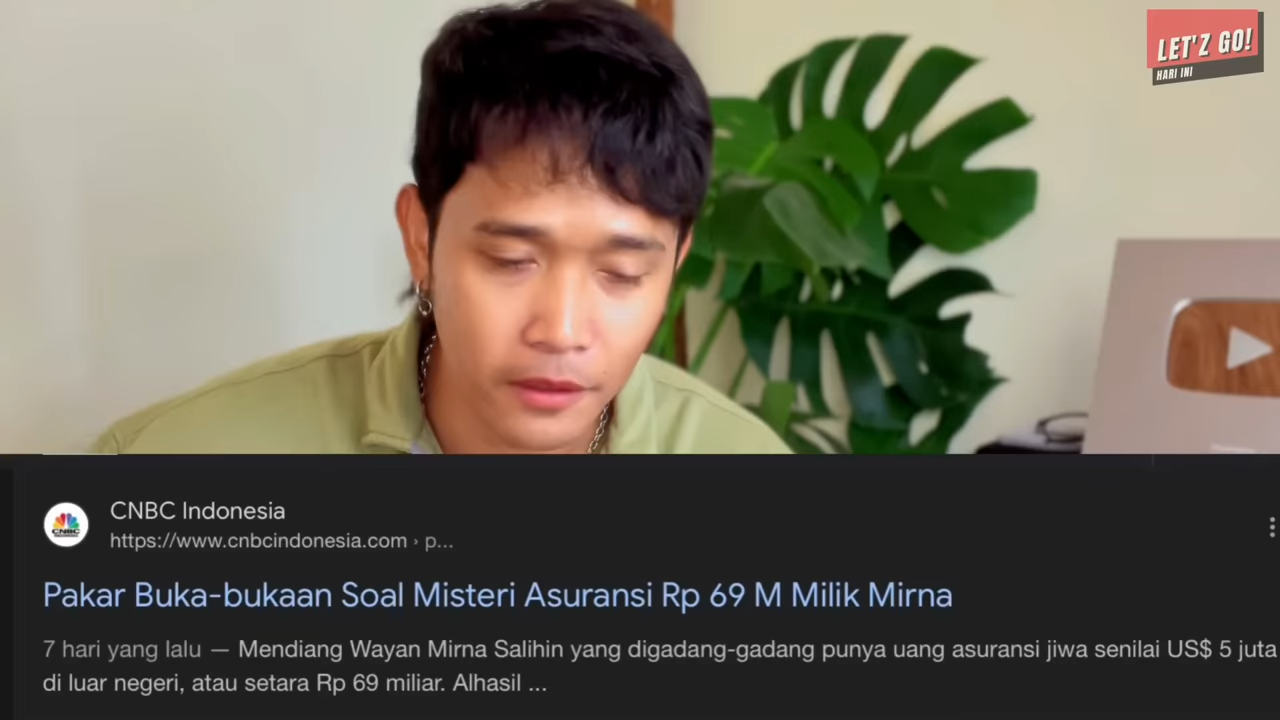 LET'Z GO!
HARI INI
CNBC Indonesia
CNBC
https://www.cnbcindonesia.com › p...
Pakar Buka-bukaan Soal Misteri Asuransi Rp 69 M Milik Mirna
7 hari yang lalu — Mendiang Wayan Mirna Salihin yang digadang-gadang punya uang asuransi jiwa senilai US$ 5 juta
di luar negeri, atau setara Rp 69 miliar. Alhasil ...